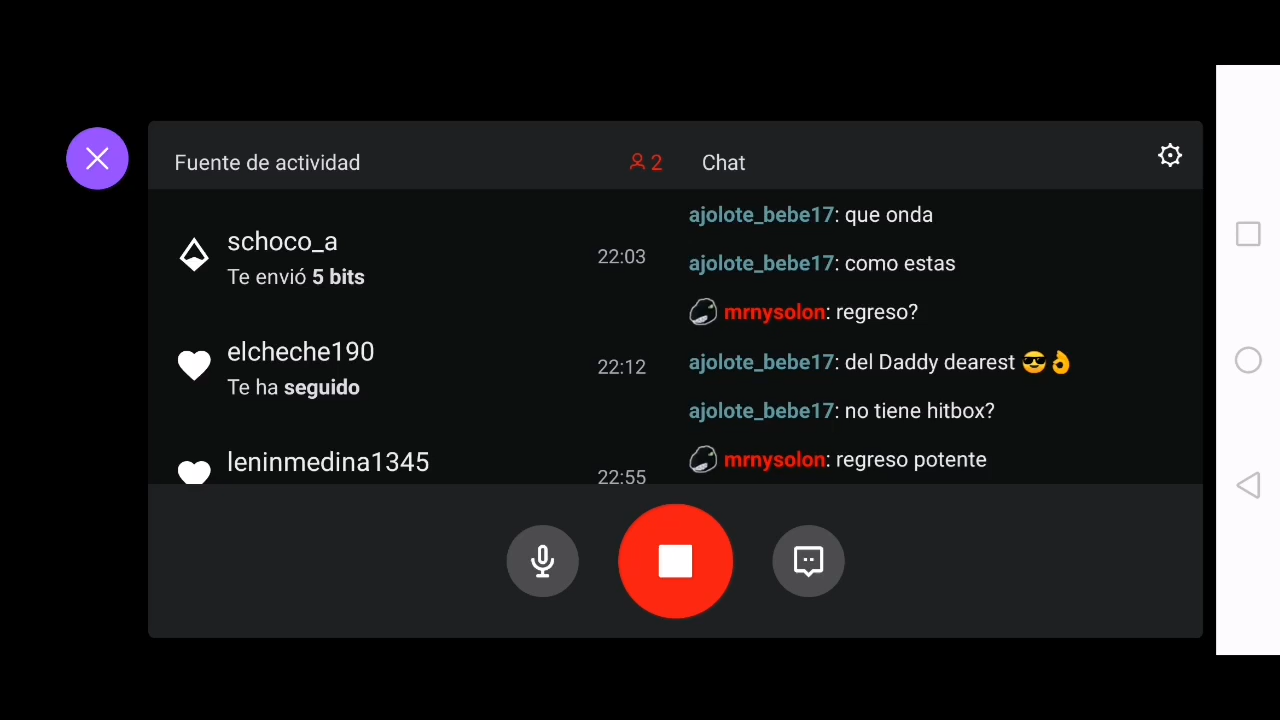 Fuente de actividad
2
schoco_a
Te envió 5 bits
22:03
elcheche190
Te ha seguido
22:12
leninmedina1345
22:55
Chat
ajolote_bebe17: que onda
ajolote_bebe17: como estas
mrnysolon: regreso?
ajolote_bebe17: del Daddy dearest 😎👌
ajolote_bebe17: no tiene hitbox?
mrnysolon: regreso potente